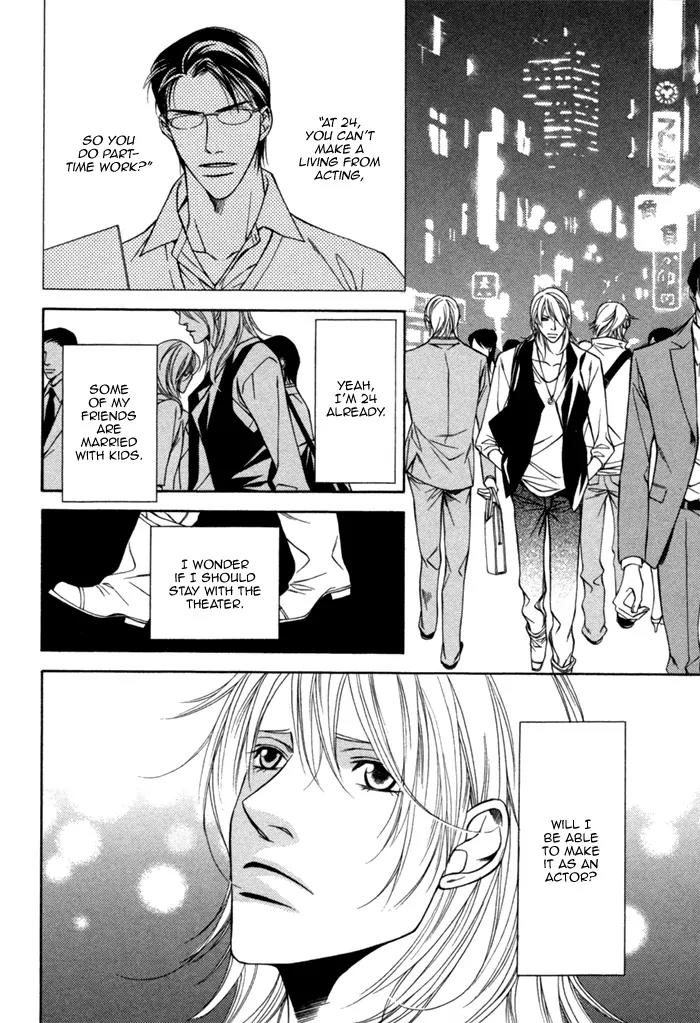 "AT 24,
YOU CAN'T
MAKE A
LIVING FROM
ACTING,
SO YOU
DO PART-
TIME WORK?"
YEAH,
I'M 24
ALREADY.
SOME
OF MY
FRIENDS
ARE
MARRIED
WITH KIDS.
I WONDER
IF I SHOULD
STAY WITH THE
THEATER.
WILL I
BE ABLE
TO MAKE
IT AS AN
ACTOR?